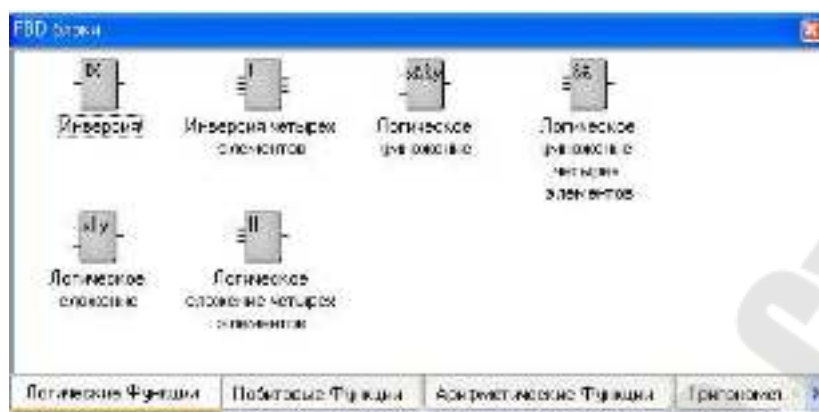 FBD блоки
!X
!
x&&y
&&
Инверсия
Инверсия четырех
элементов
Логическое
умножение
Логическое
умножение
четырех
элементов
x||y
||
Логическое
сложение
Логическое
сложение четырех
элементов
Логические Функции
Побитовые Функции
Арифметические Функции
Тригономет